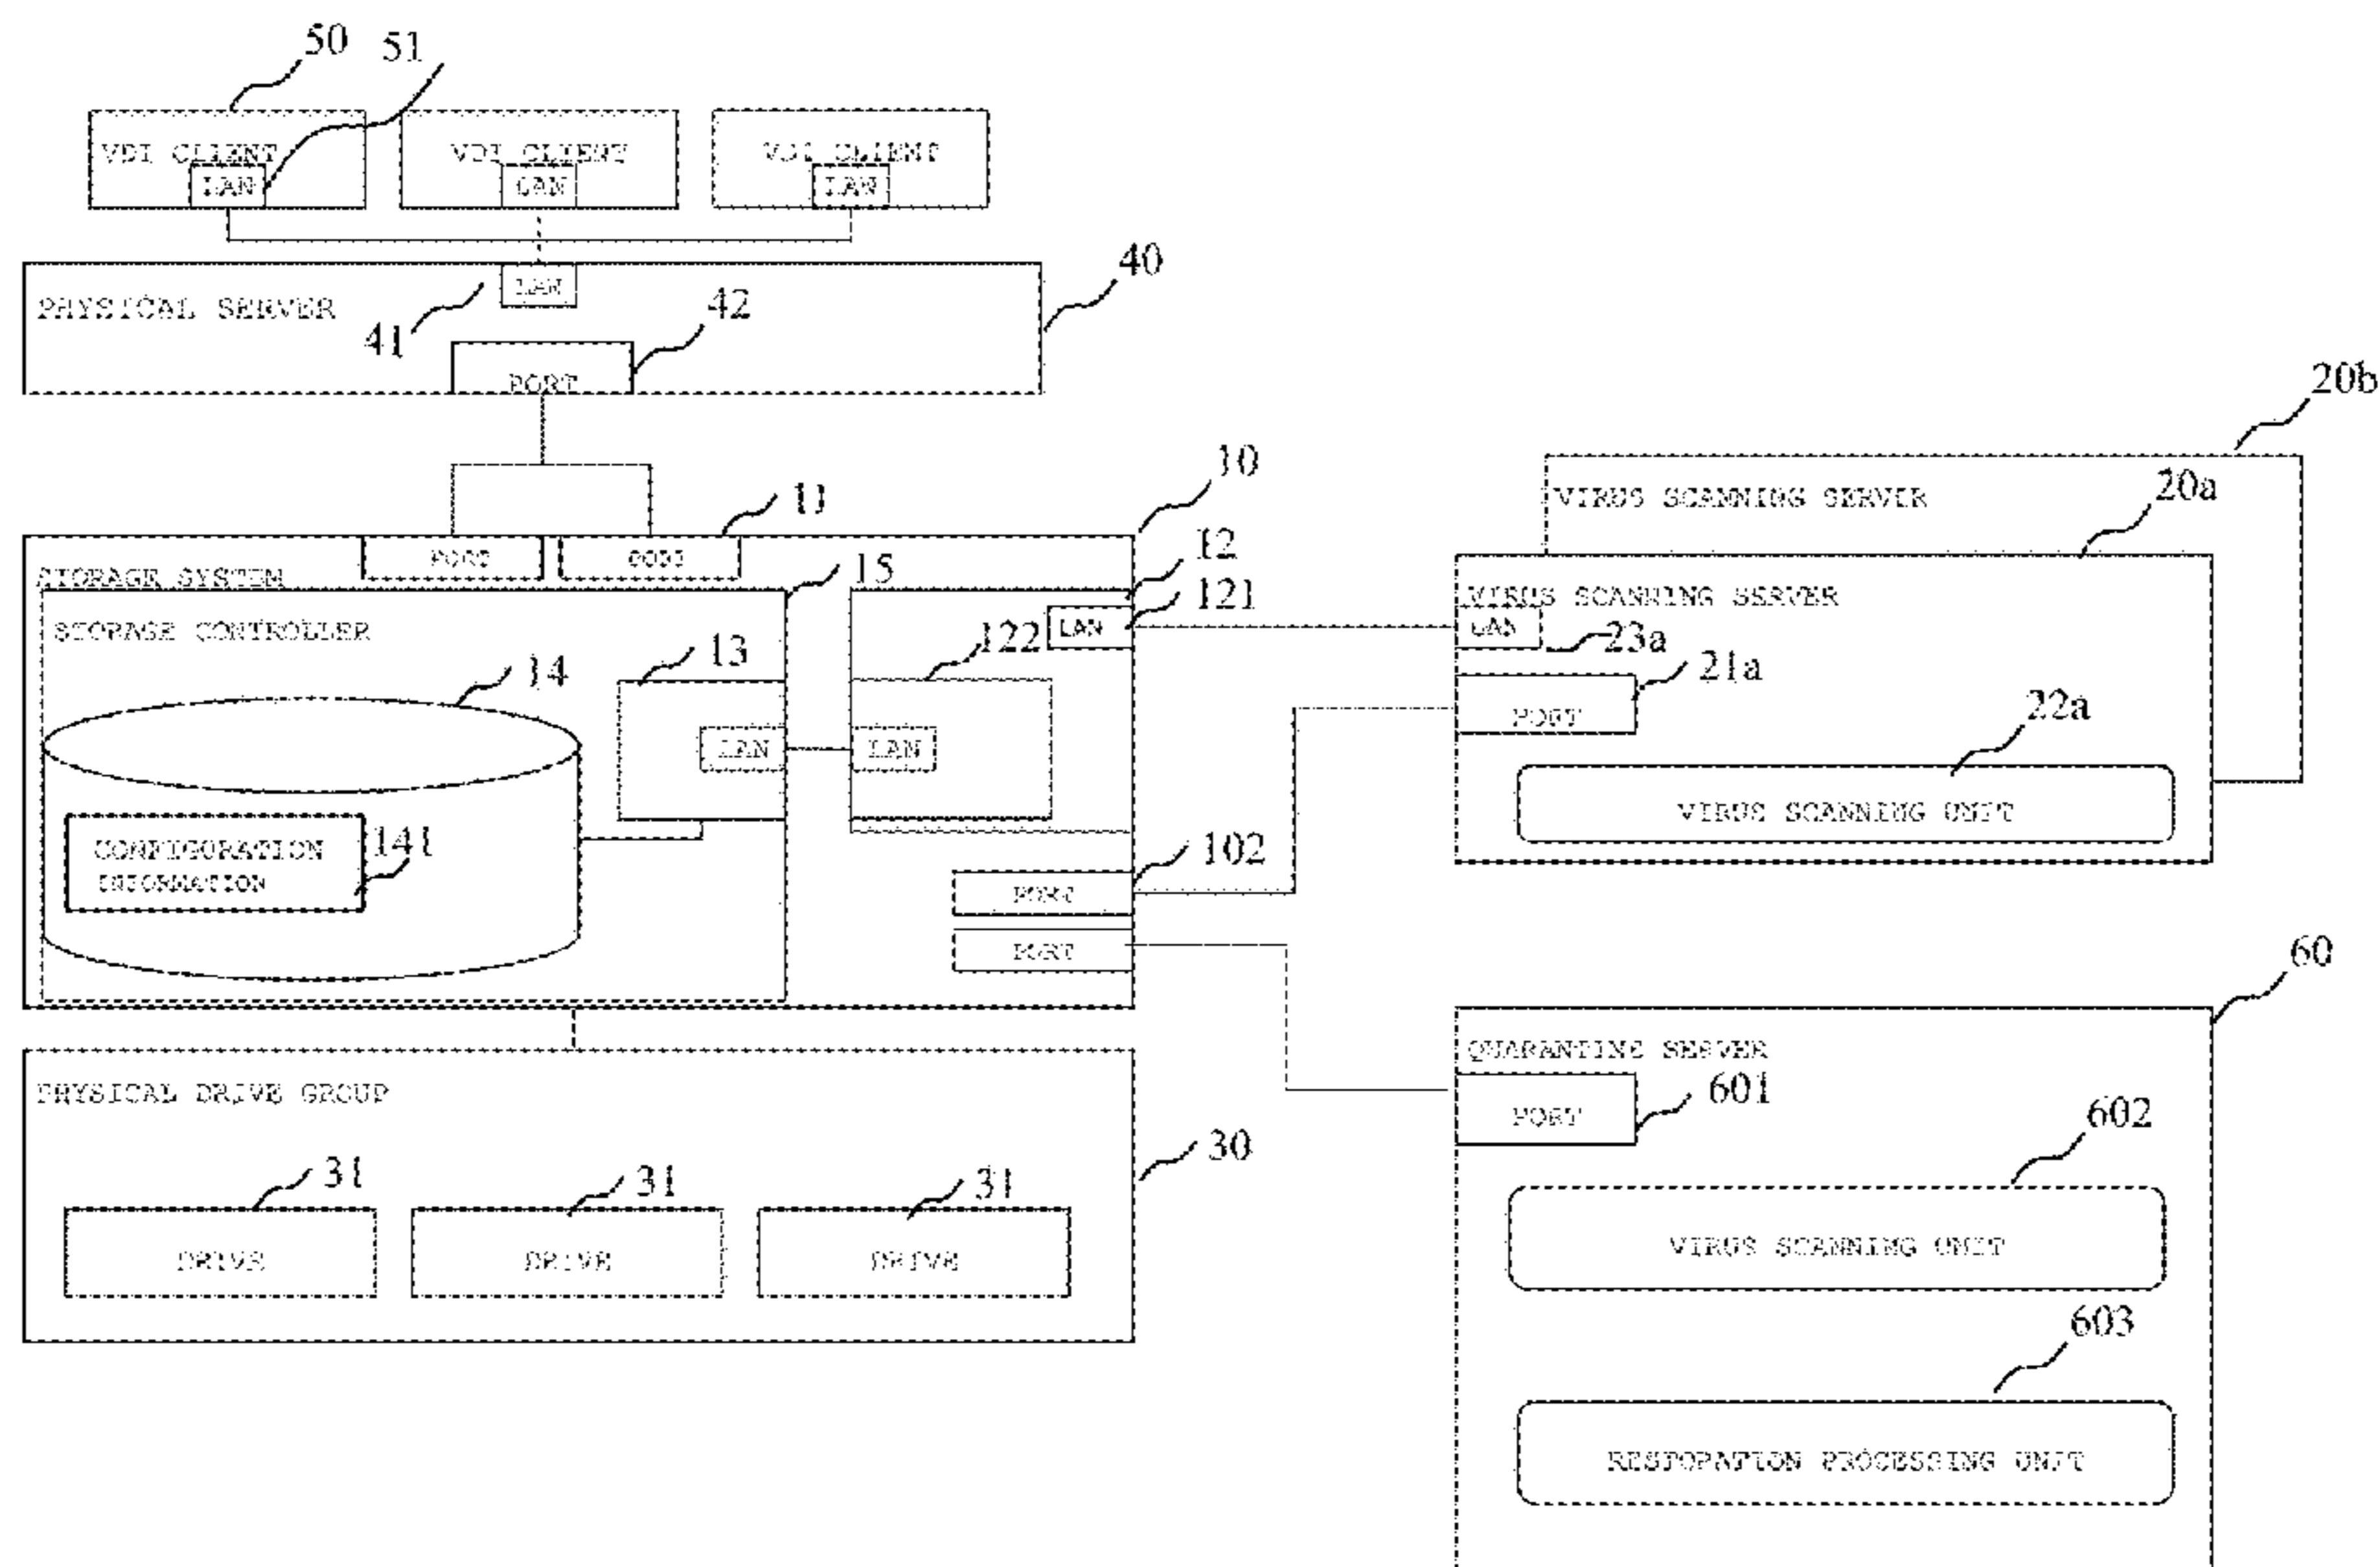 50
51
VDI CLIENT
VDI CLIENT
VDI CLIENT
LAN
LAN
LAN
40
LAN
PHYSICAL SERVER
41
42
PORT
20b
10
11
VIRUS SCANNING SERVER
20a
PORT
PORT
12
STORAGE SYSTEM
15
121
VIRUS SCANNING SERVER
STORAGE CONTROLLER
LAN
LAN
23a
122
13
21a
14
22a
PORT
LAN
LAN
VIRUS SCANNING UNIT
CONFIGURATION
INFORMATION
141
102
PORT
PORT
60
QUARANTINE SERVER
PHYSICAL DRIVE GROUP
601
PORT
602
30
31
31
31
VIRUS SCANNING UNIT
DRIVE
DRIVE
DRIVE
603
RESTORATION PROCESSING UNIT